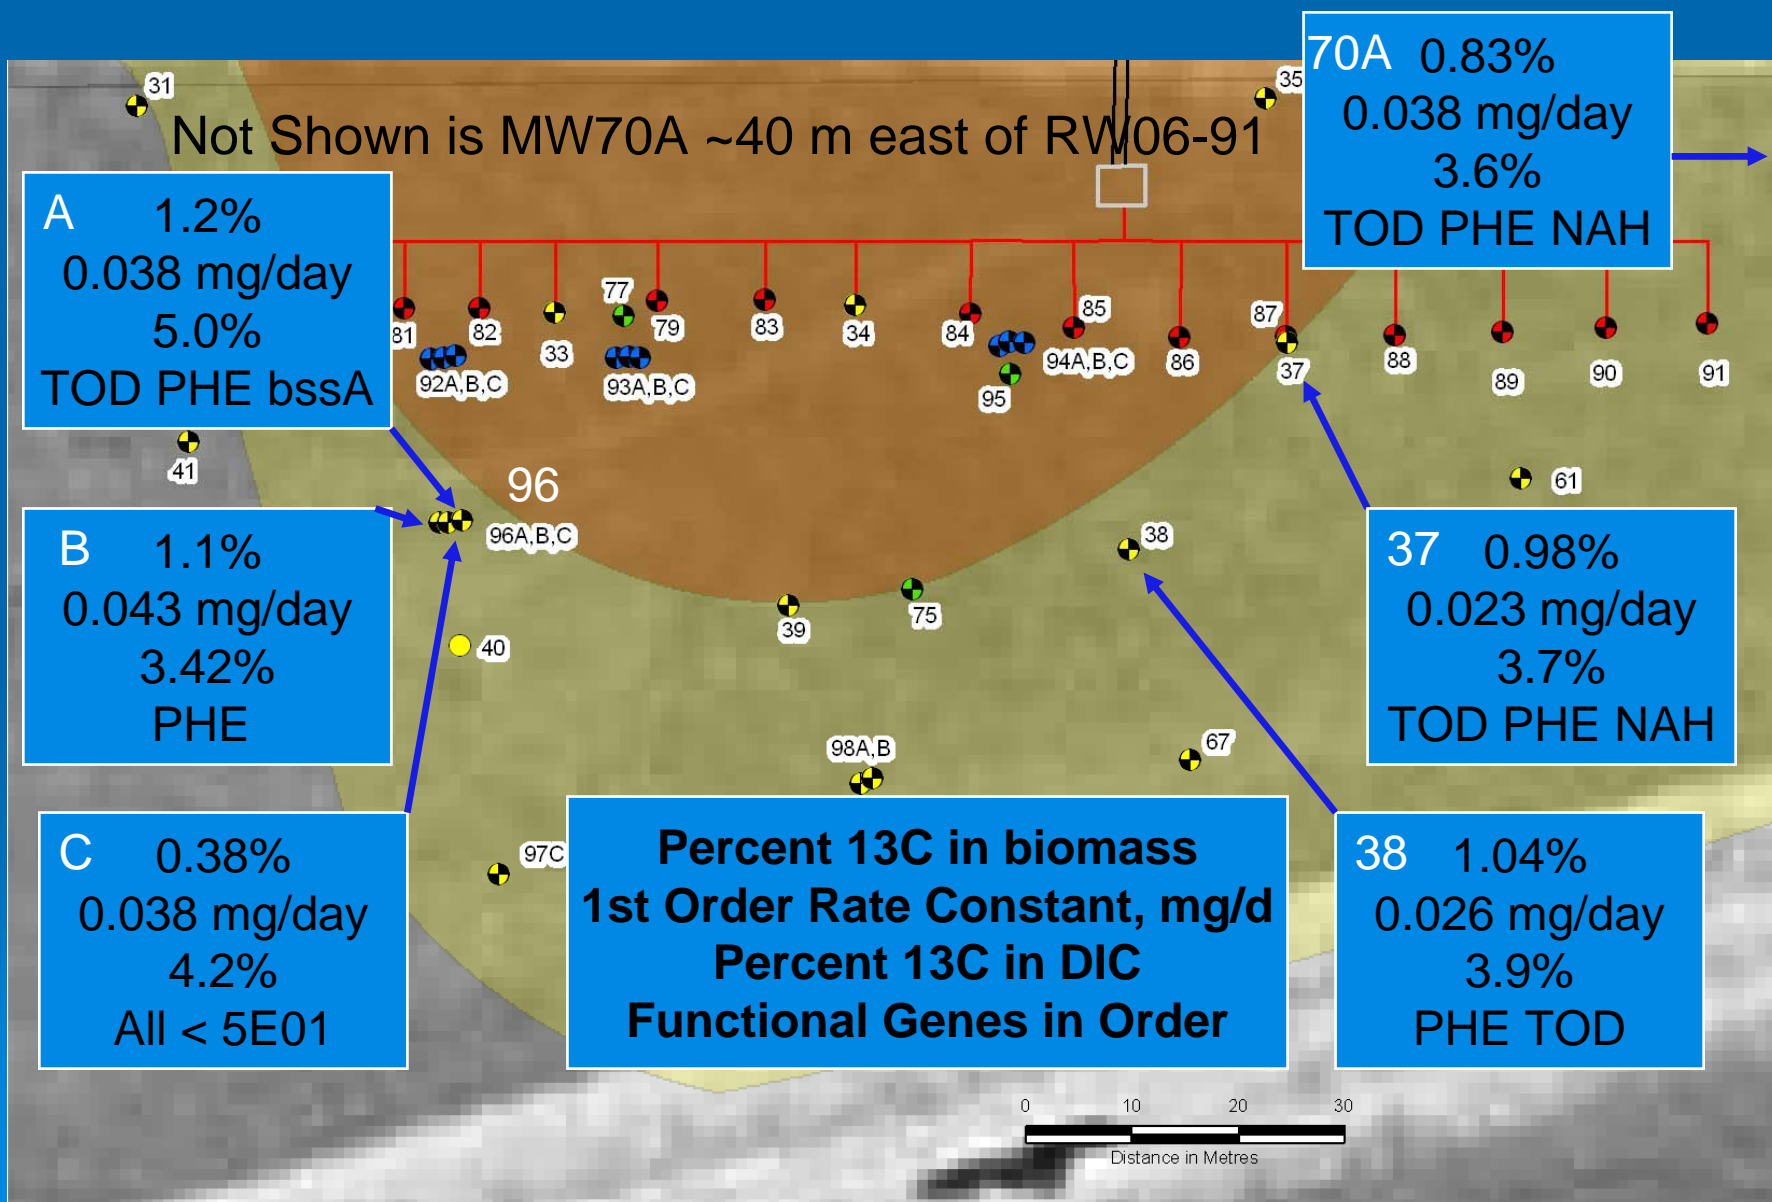 70A 0.83%
0.038 mg/day
3.6%
TOD PHE NAH
31
35
Not Shown is MW70A ~40 m east of RW06-91
A 1.2%
0.038 mg/day
5.0%
TOD PHE bssA
77
85
87
81
82
33
79
83
34
84
94A,B,C
86
37
88
89
90
91
92A,B,C
93A,B,C
95
41
96
96A,B,C
38
61
B 1.1%
0.043 mg/day
3.42%
PHE
37 0.98%
0.023 mg/day
3.7%
TOD PHE NAH
39
75
40
98A,B
67
97C
C 0.38%
0.038 mg/day
4.2%
All < 5E01
Percent 13C in biomass
1st Order Rate Constant, mg/d
Percent 13C in DIC
Functional Genes in Order
38 1.04%
0.026 mg/day
3.9%
PHE TOD
0 10 20 30
Distance in Metres